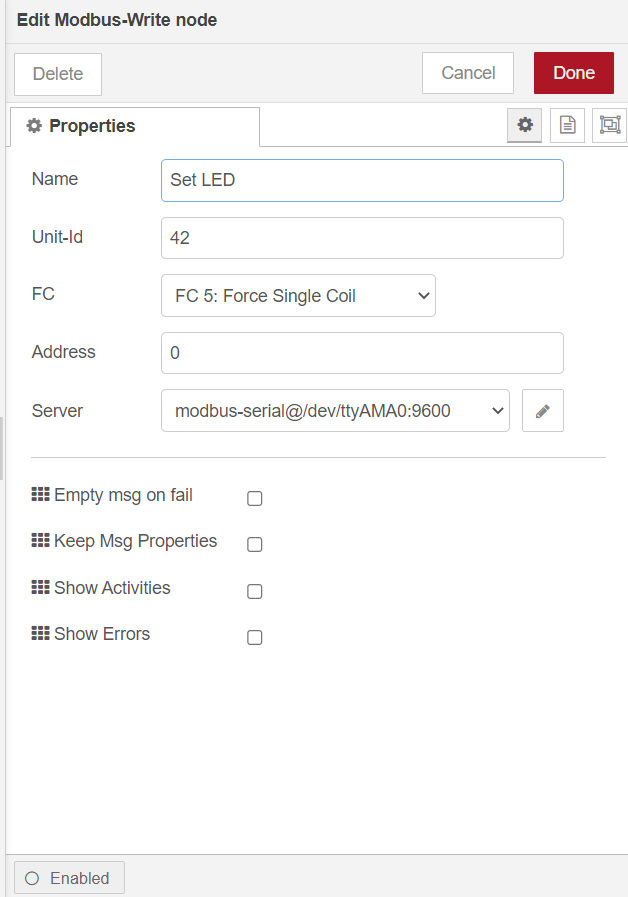 Edit Modbus-Write node
Delete
Cancel
Done
Properties
Name
Set LED
Unit-Id
42
FC
FC 5: Force Single Coil
Address
0
Server
modbus-serial@/dev/ttyAMA0:9600
Empty msg on fail
Keep Msg Properties
Show Activities
Show Errors
Enabled